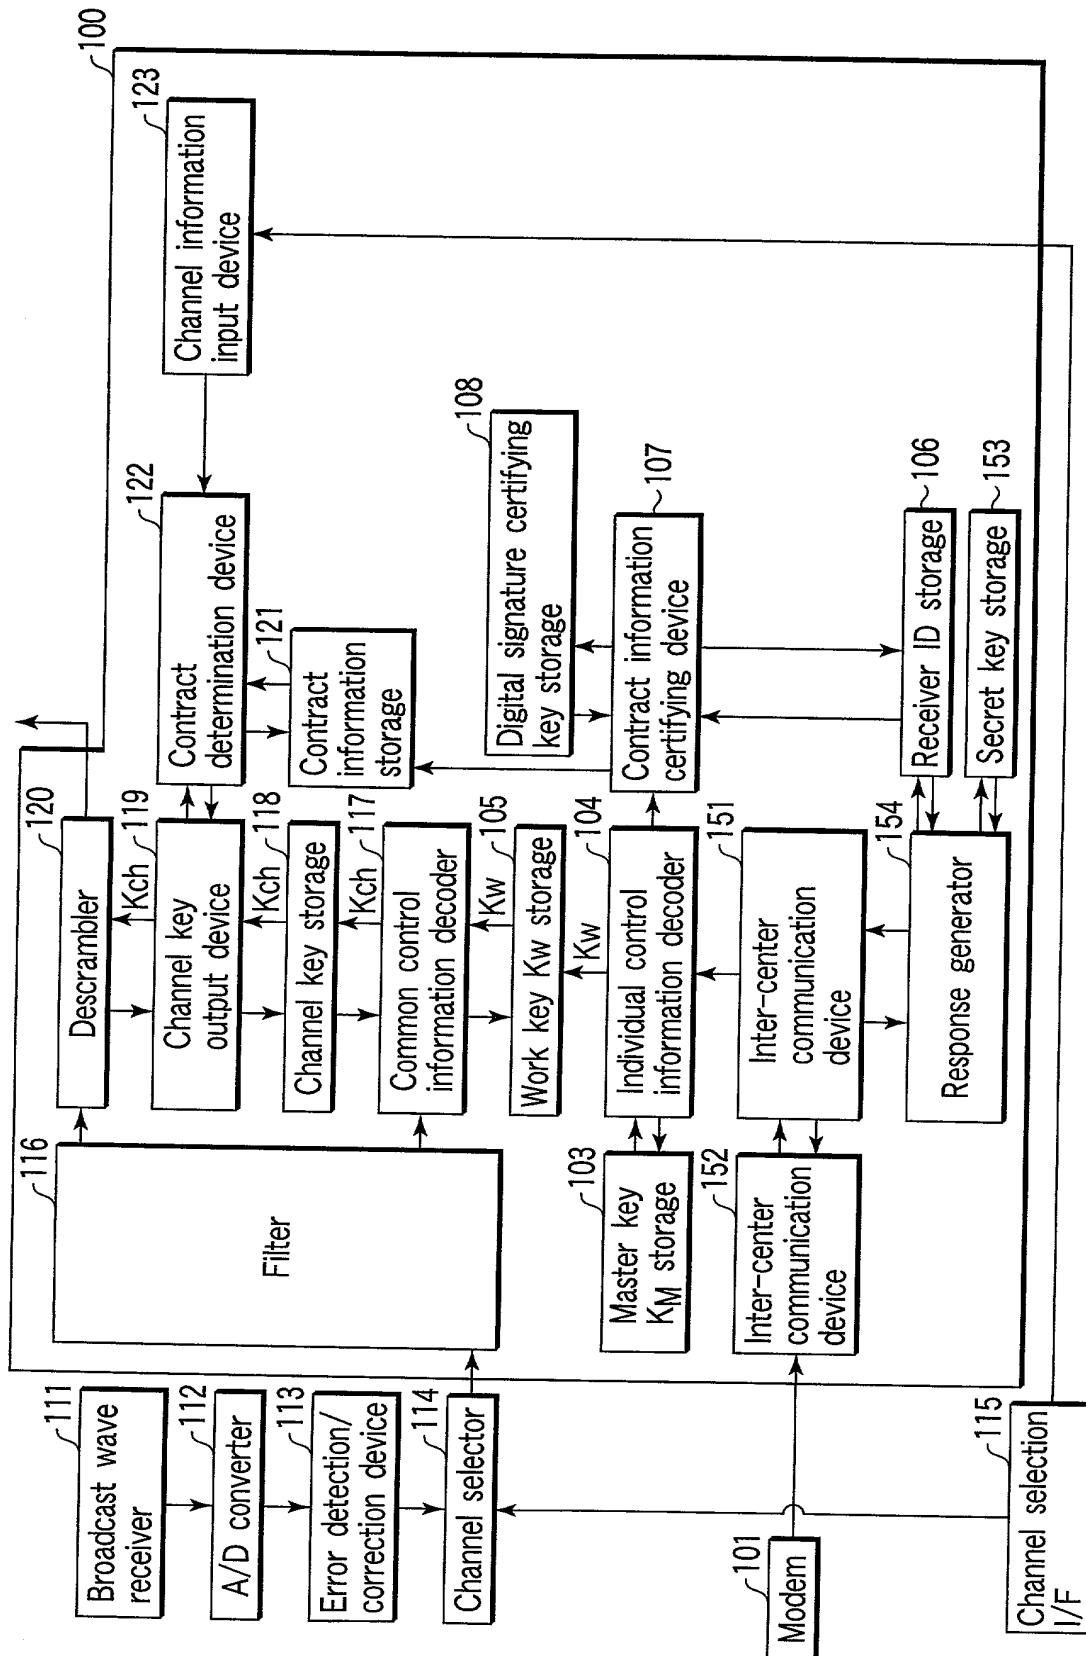 100
111
Broadcast wave
receiver
112
A/D converter
113
Error detection/
correction device
114
Channel selector
115
Channel selection
I/F
101
Modem
116
Filter
120
Descrambler
Kch
119
Channel key
output device
Kch
118
Channel key storage
Kch
117
Common control
information decoder
Kw
105
Work key Kw storage
Kw
104
Individual control
information decoder
103
Master key
KM storage
151
Inter-center
communication
device
152
Inter-center
communication
device
154
Response generator
122
Contract
determination device
121
Contract
information
storage
123
Channel information
input device
108
Digital signature certifying
key storage
107
Contract information
certifying device
106
Receiver ID storage
153
Secret key storage